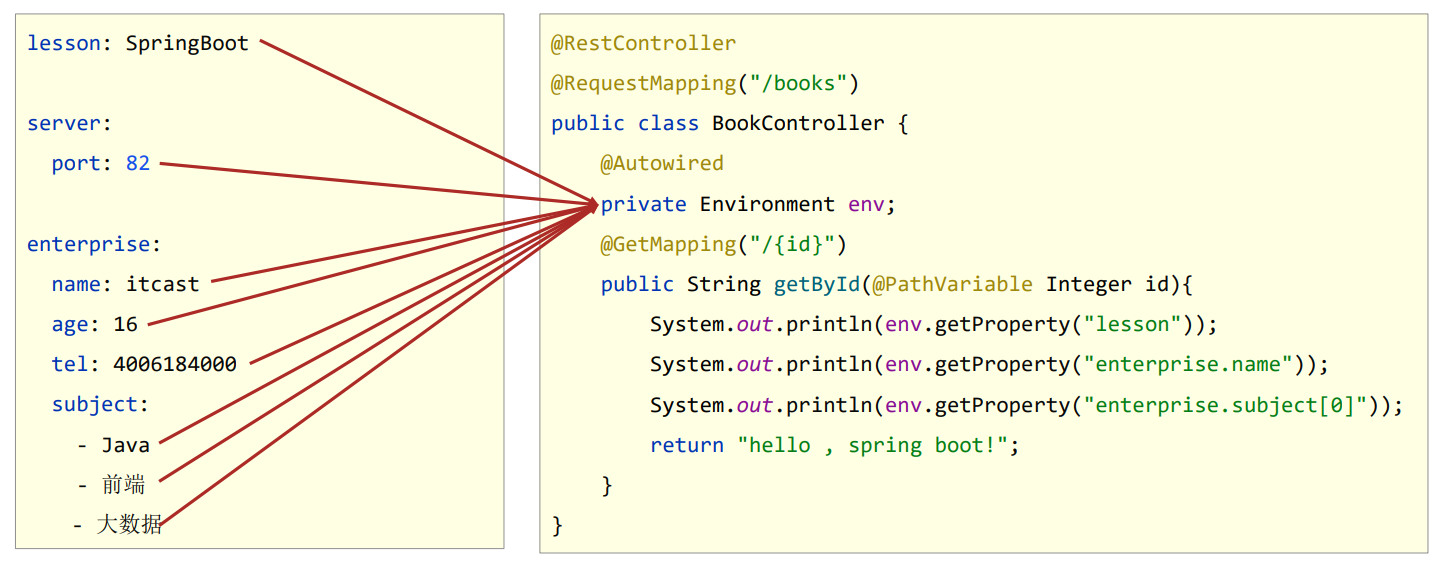 lesson: SpringBoot
server:
  port: 82
enterprise:
  name: itcast
  age: 16
  tel: 4006184000
  subject:
    - Java
    - 前端
    - 大数据
@RestController
@RequestMapping("/books")
public class BookController {
    @Autowired
    private Environment env;
    @GetMapping("/{id}")
    public String getById(@PathVariable Integer id){
        System.out.println(env.getProperty("lesson"));
        System.out.println(env.getProperty("enterprise.name"));
        System.out.println(env.getProperty("enterprise.subject[0]"));
        return "hello , spring boot!";
    }
}